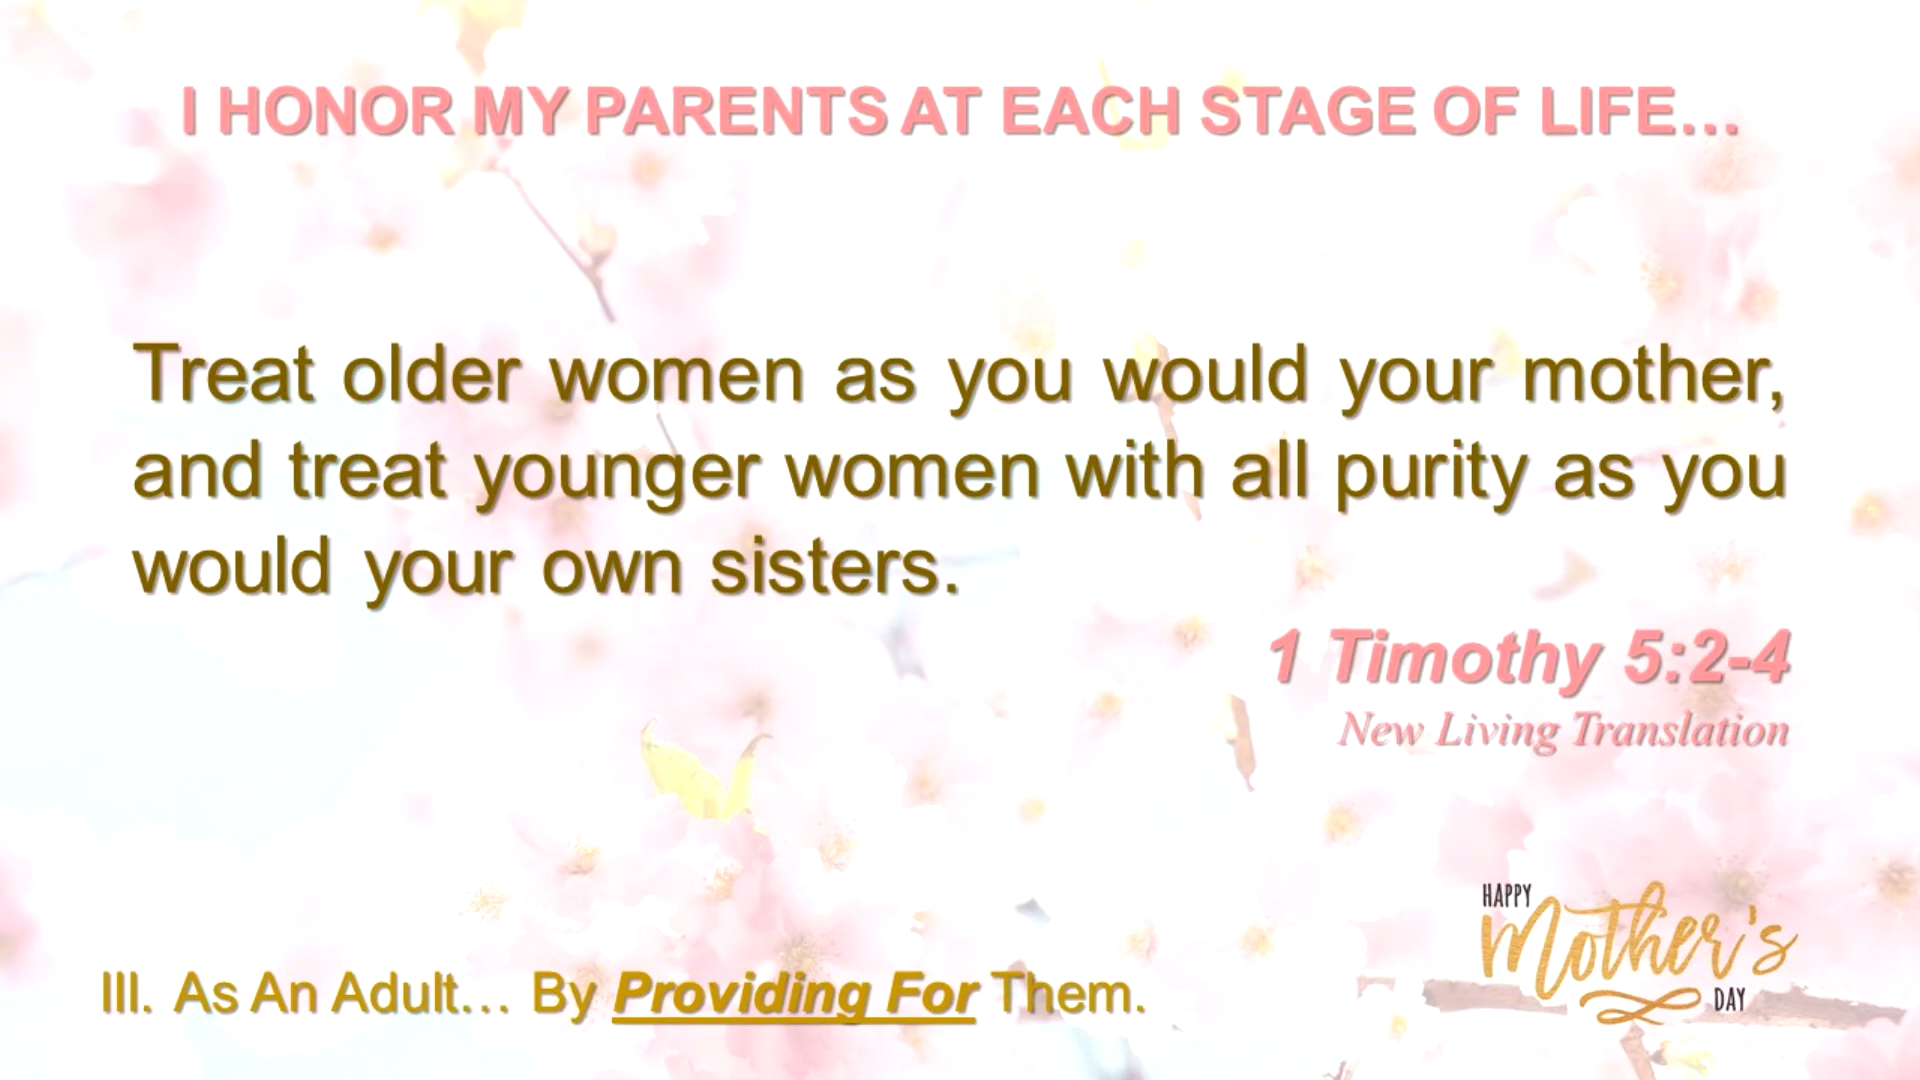 I HONOR MY PARENTS AT EACH STAGE OF LIFE…
Treat older women as you would your mother,
and treat younger women with all purity as you
would your own sisters.
1 Timothy 5:2-4
New Living Translation
HAPPY
Mother's
DAY
III. As An Adult… By Providing For Them.